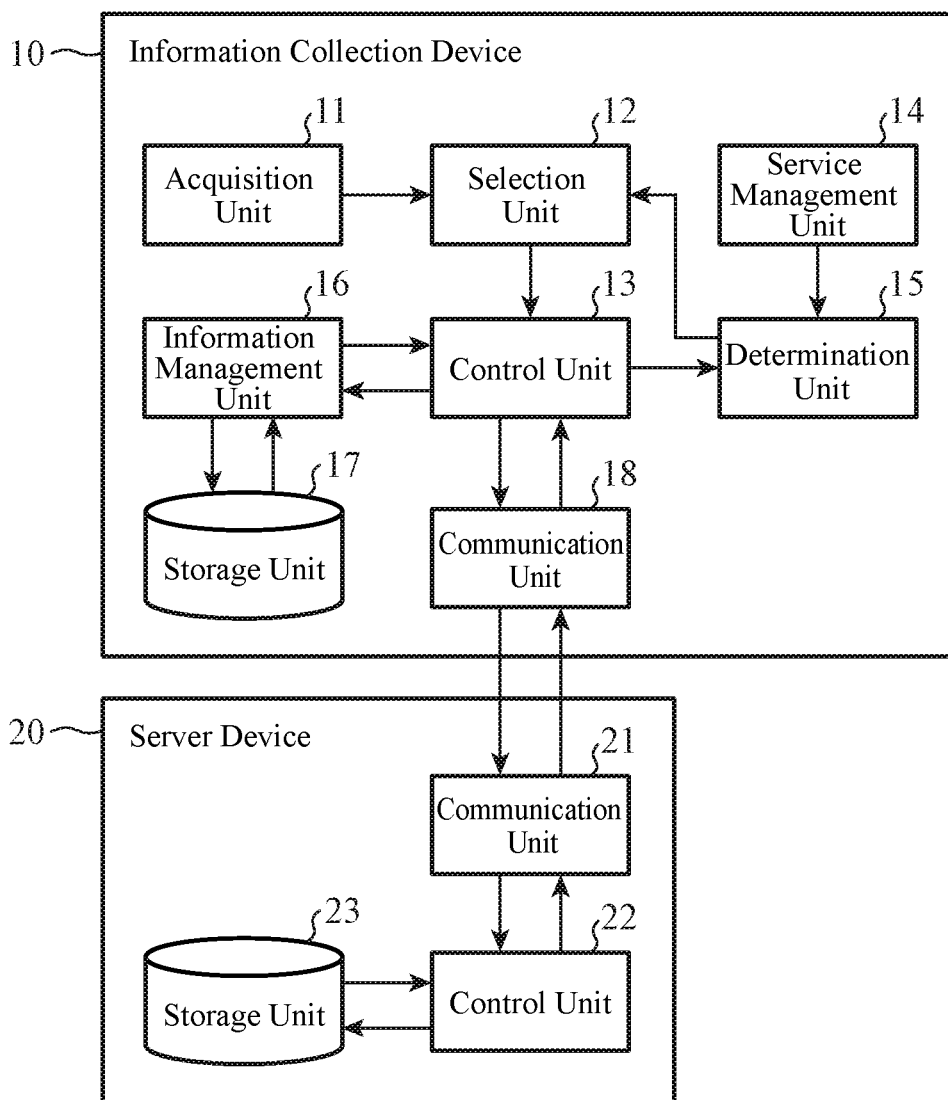 10
Information Collection Device
11
12
14
Acquisition
Unit
Selection
Unit
Service
Management
Unit
16
13
15
Information
Management
Unit
Control Unit
Determination
Unit
17
18
Storage Unit
Communication
Unit
20
Server Device
21
Communication
Unit
23
22
Storage Unit
Control Unit